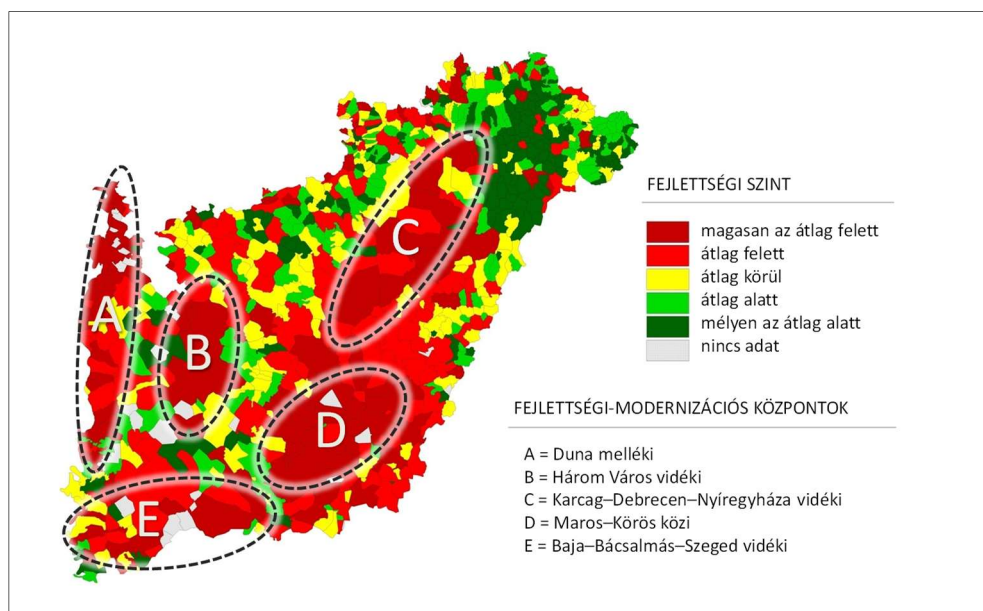 A
B
C
D
E
FEJLETTSÉGI SZINT
magasan az átlag felett
átlag felett
átlag körül
átlag alatt
mélyen az átlag alatt
nincs adat
FEJLETTSÉGI-MODERNIZÁCIÓS KÖZPONTOK
A = Duna melléki
B = Három Város vidéki
C = Karcag–Debrecen–Nyíregyháza vidéki
D = Maros–Körös közi
E = Baja–Bácsalmás–Szeged vidéki